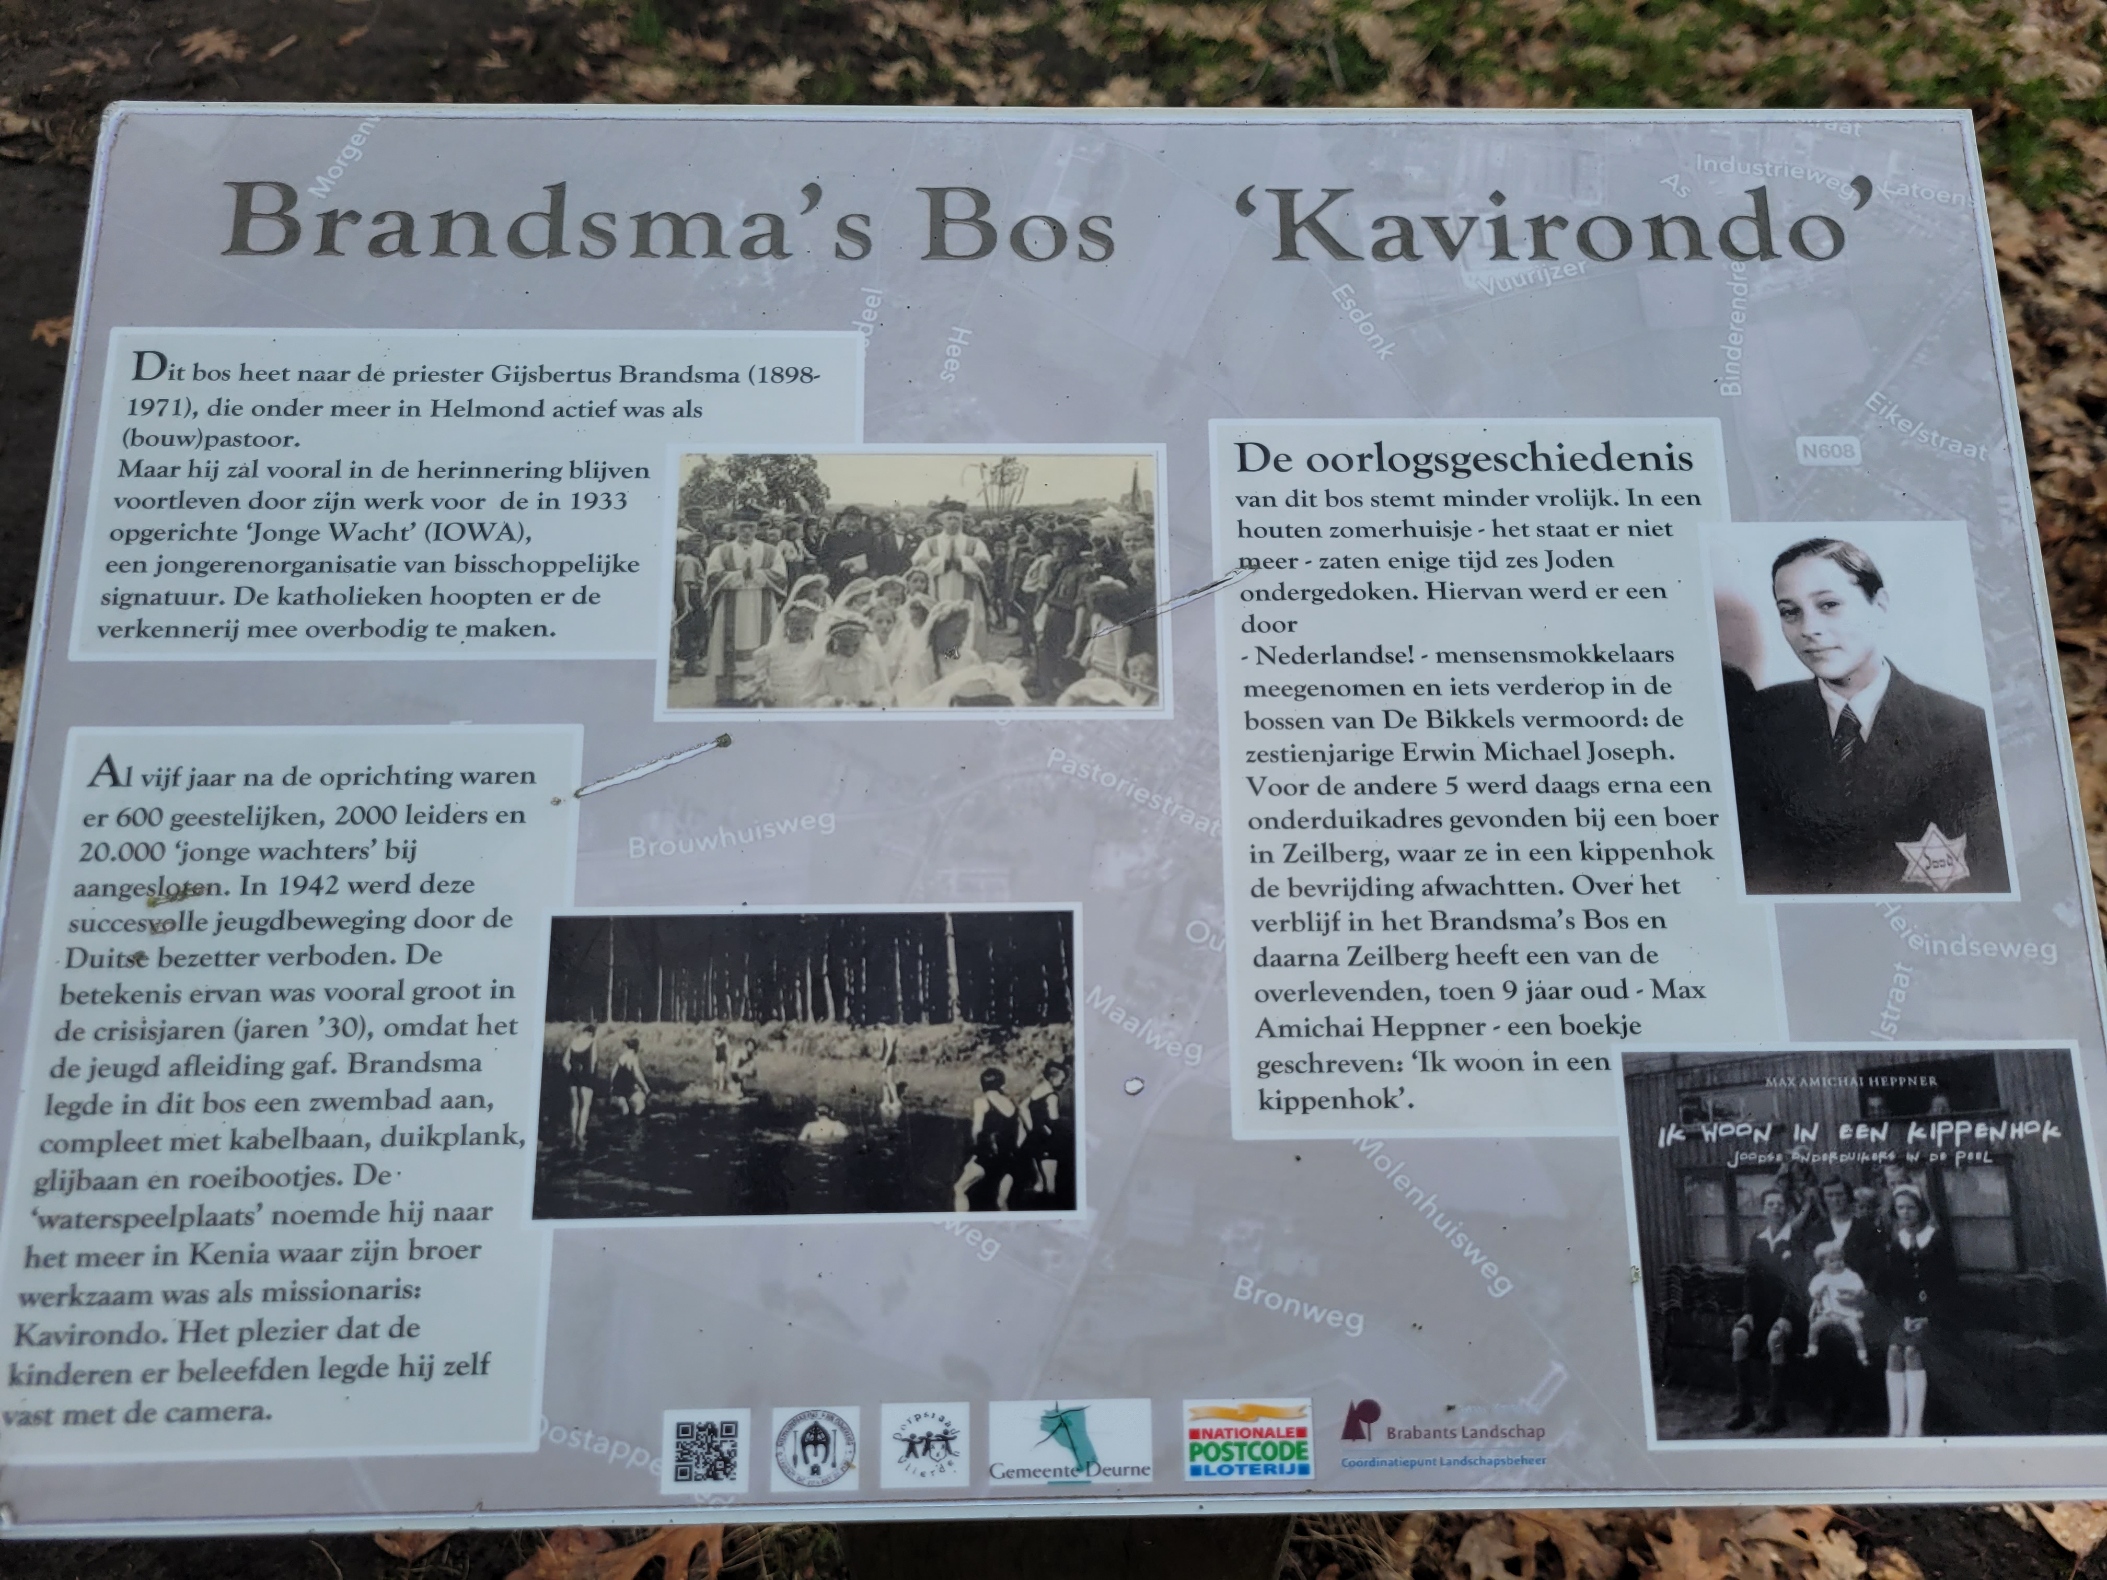 Brandsma's Bos 'Kavirondo'
Dit bos heet naar de priester Gijsbertus Brandsma (1898-
1971), die onder meer in Helmond actief was als
(bouw)pastoor.
Maar hij zal vooral in de herinnering blijven
voortleven door zijn werk voor de in 1933
opgerichte 'Jonge Wacht' (IOWA),
een jongerenorganisatie van bisschoppelijke
signatuur. De katholieken hoopten er de
verkennerij mee overbodig te maken.
Al vijf jaar na de oprichting waren
er 600 geestelijken, 2000 leiders en
20.000 'jonge wachters' bij
aangesloten. In 1942 werd deze
succesvolle jeugdbeweging door de
Duitse bezetter verboden. De
betekenis ervan was vooral groot in
de crisisjaren (jaren '30), omdat het
de jeugd afleiding gaf. Brandsma
legde in dit bos een zwembad aan,
compleet met kabelbaan, duikplank,
glijbaan en roeibootjes. De
'waterspeelplaats' noemde hij naar
het meer in Kenia waar zijn broer
werkzaam was als missionaris:
Kavirondo. Het plezier dat de
kinderen er beleefden legde hij zelf
vast met de camera.
De oorlogsgeschiedenis
van dit bos stemt minder vrolijk. In een
houten zomerhuisje - het staat er niet
meer - zaten enige tijd zes Joden
ondergedoken. Hiervan werd er een
door
- Nederlandse! - mensensmokkelaars
meegenomen en iets verderop in de
bossen van De Bikkels vermoord: de
zestienjarige Erwin Michael Joseph.
Voor de andere 5 werd daags erna een
onderduikadres gevonden bij een boer
in Zeilberg, waar ze in een kippenhok
de bevrijding afwachtten. Over het
verblijf in het Brandsma's Bos en
daarna Zeilberg heeft een van de
overlevenden, toen 9 jaar oud - Max
Amichai Heppner - een boekje
geschreven: 'Ik woon in een
kippenhok'.
Jood
MAX AMICHAI HEPPNER
IK WOON IN EEN KIPPENHOK
JOODSE ONDERDUIKERS IN DE PEEL
Morgenw
deel
Hees
Esdonk
Vuurijzer
As
Industrieweg
Katoen
straat
Binderendre
Eikelstraat
N608
Pastoriestraat
Brouwhuisweg
Ou
Maalweg
Heieindseweg
lstraat
Molenhuisweg
weg
Bronweg
Oostappe
Dorpsraad
Vlierden
Gemeente Deurne
NATIONALE
POSTCODE
LOTERIJ
Brabants Landschap
Coördinatiepunt Landschapsbeheer